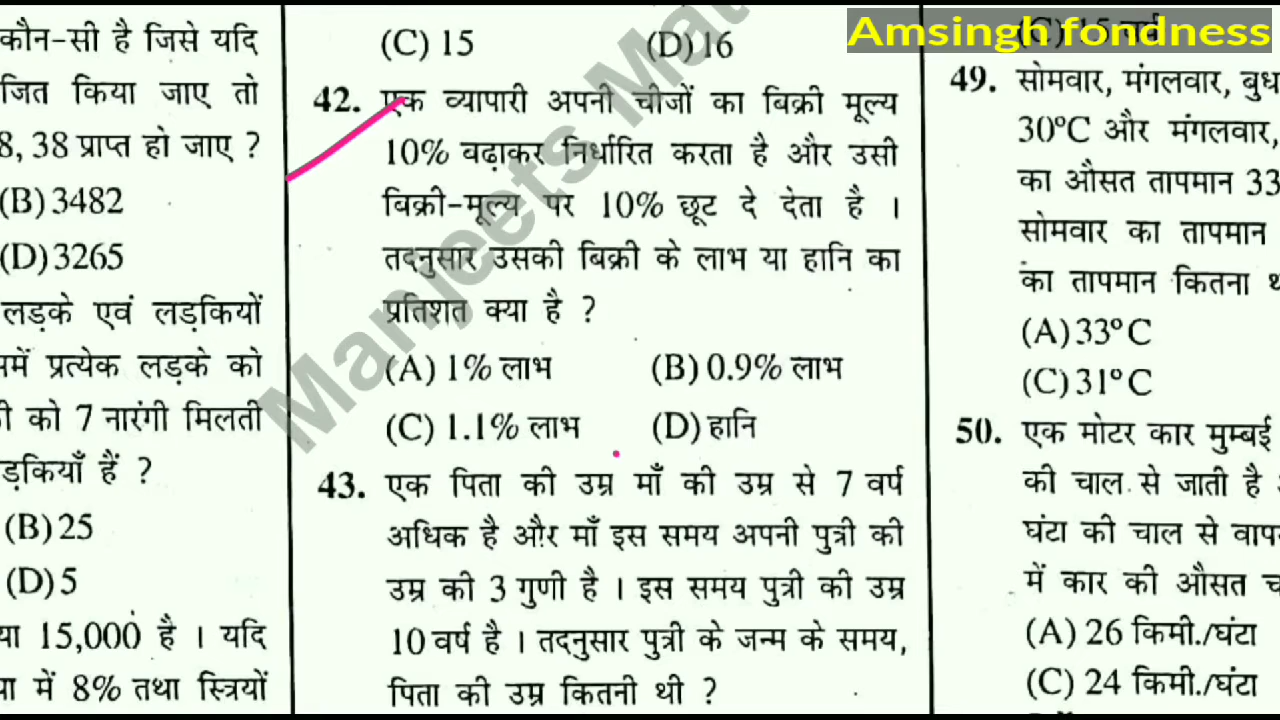 कौन-सी है जिसे यदि
जित किया जाए तो
8, 38 प्राप्त हो जाए ?
(B) 3482
(D) 3265
लड़के एवं लड़कियों
में प्रत्येक लड़के को
को 7 नारंगी मिलती
ड़कियाँ हैं ?
(B) 25
(D) 5
15,000 है । यदि
में 8% तथा स्त्रियों
(C) 15 (D) 16
42. एक व्यापारी अपनी चीजों का बिक्री मूल्य
10% बढ़ाकर निर्धारित करता है और उसी
बिक्री-मूल्य पर 10% छूट दे देता है ।
तदनुसार उसकी बिक्री के लाभ या हानि का
प्रतिशत क्या है ?
(A) 1% लाभ (B) 0.9% लाभ
(C) 1.1% लाभ (D) हानि
43. एक पिता की उम्र माँ की उम्र से 7 वर्ष
अधिक है और माँ इस समय अपनी पुत्री की
उम्र की 3 गुणी है । इस समय पुत्री की उम्र
10 वर्ष है । तदनुसार पुत्री के जन्म के समय,
पिता की उम्र कितनी थी ?
Amsingh fondness
(C) 15 वर्ष
49. सोमवार, मंगलवार, बुध
30°C और मंगलवार,
का औसत तापमान 33
सोमवार का तापमान
का तापमान कितना
(A) 33°C
(C) 31°C
50. एक मोटर कार मुम्बई
की चाल से जाती है
घंटा की चाल से वाप
में कार की औसत
(A) 26 किमी./घंटा
(C) 24 किमी./घंटा
Manjeets Mat